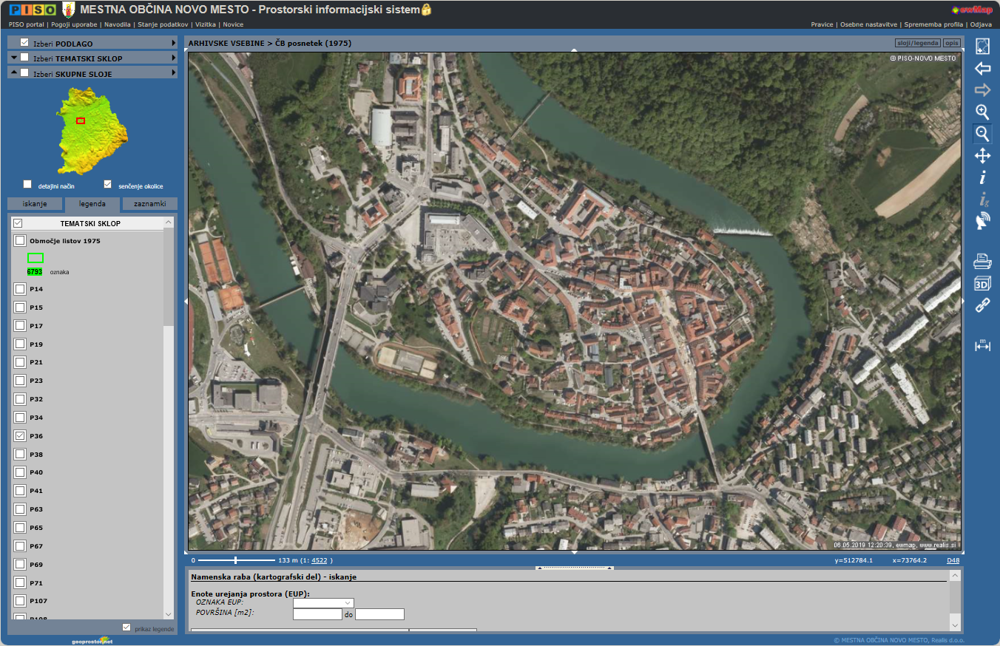 PISO MESTNA OBČINA NOVO MESTO - Prostorski informacijski sistem
ewMap
PISO portal | Pogoji uporabe | Navodila | Stanje podatkov | Vizitka | Novice
Pravice | Osebne nastavitve | Sprememba profila | Odjava
Izberi PODLAGO
Izberi TEMATSKI SKLOP
Izberi SKUPNE SLOJE
detajlni način
senčenje okolice
iskanje
legenda
zaznamki
TEMATSKI SKLOP
Območje listov 1975
6793 oznaka
P14
P15
P17
P19
P21
P23
P32
P34
P36
P38
P40
P41
P63
P65
P67
P69
P71
P107
P108
prikaz legende
geoprostor.net
ARHIVSKE VSEBINE > ČB posnetek (1975)
sloji/legenda
opis
© PISO-NOVO MESTO
06.05.2019 12:20:39, ewmap, www.realis.si
0
133 m (1: 4522 )
y=512784.1
x=73764.2
D48
Namenska raba (kartografski del) - iskanje
Enote urejanja prostora (EUP):
OZNAKA EUP:
POVRŠINA [m2]:
do
i
ig
3D
m
© MESTNA OBČINA NOVO MESTO, Realis d.o.o.